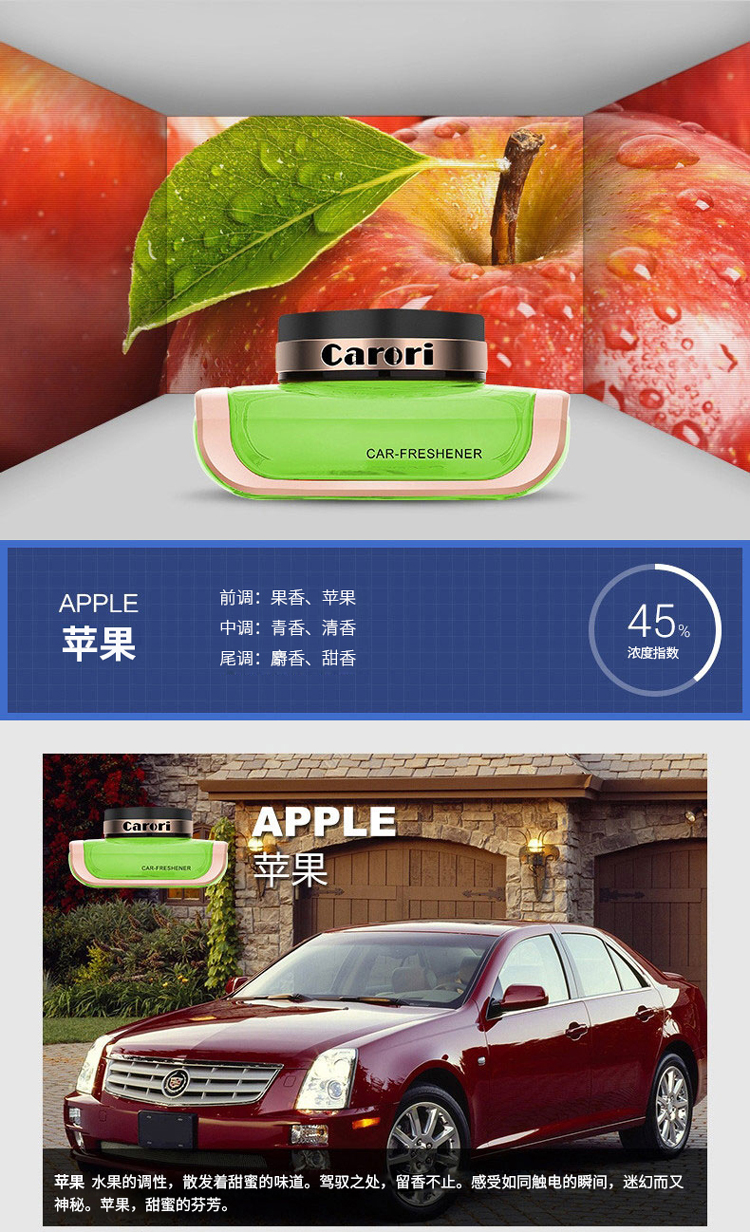 Carori
CAR-FRESHENER
APPLE
苹果
前调：果香、苹果
中调：青香、清香
尾调：麝香、甜香
45%
浓度指数
Carori
CAR-FRESHENER
APPLE
苹果
苹果 水果的调性，散发着甜蜜的味道。驾驭之处，留香不止。感受如同触电的瞬间，迷幻而又
神秘。苹果，甜蜜的芬芳。